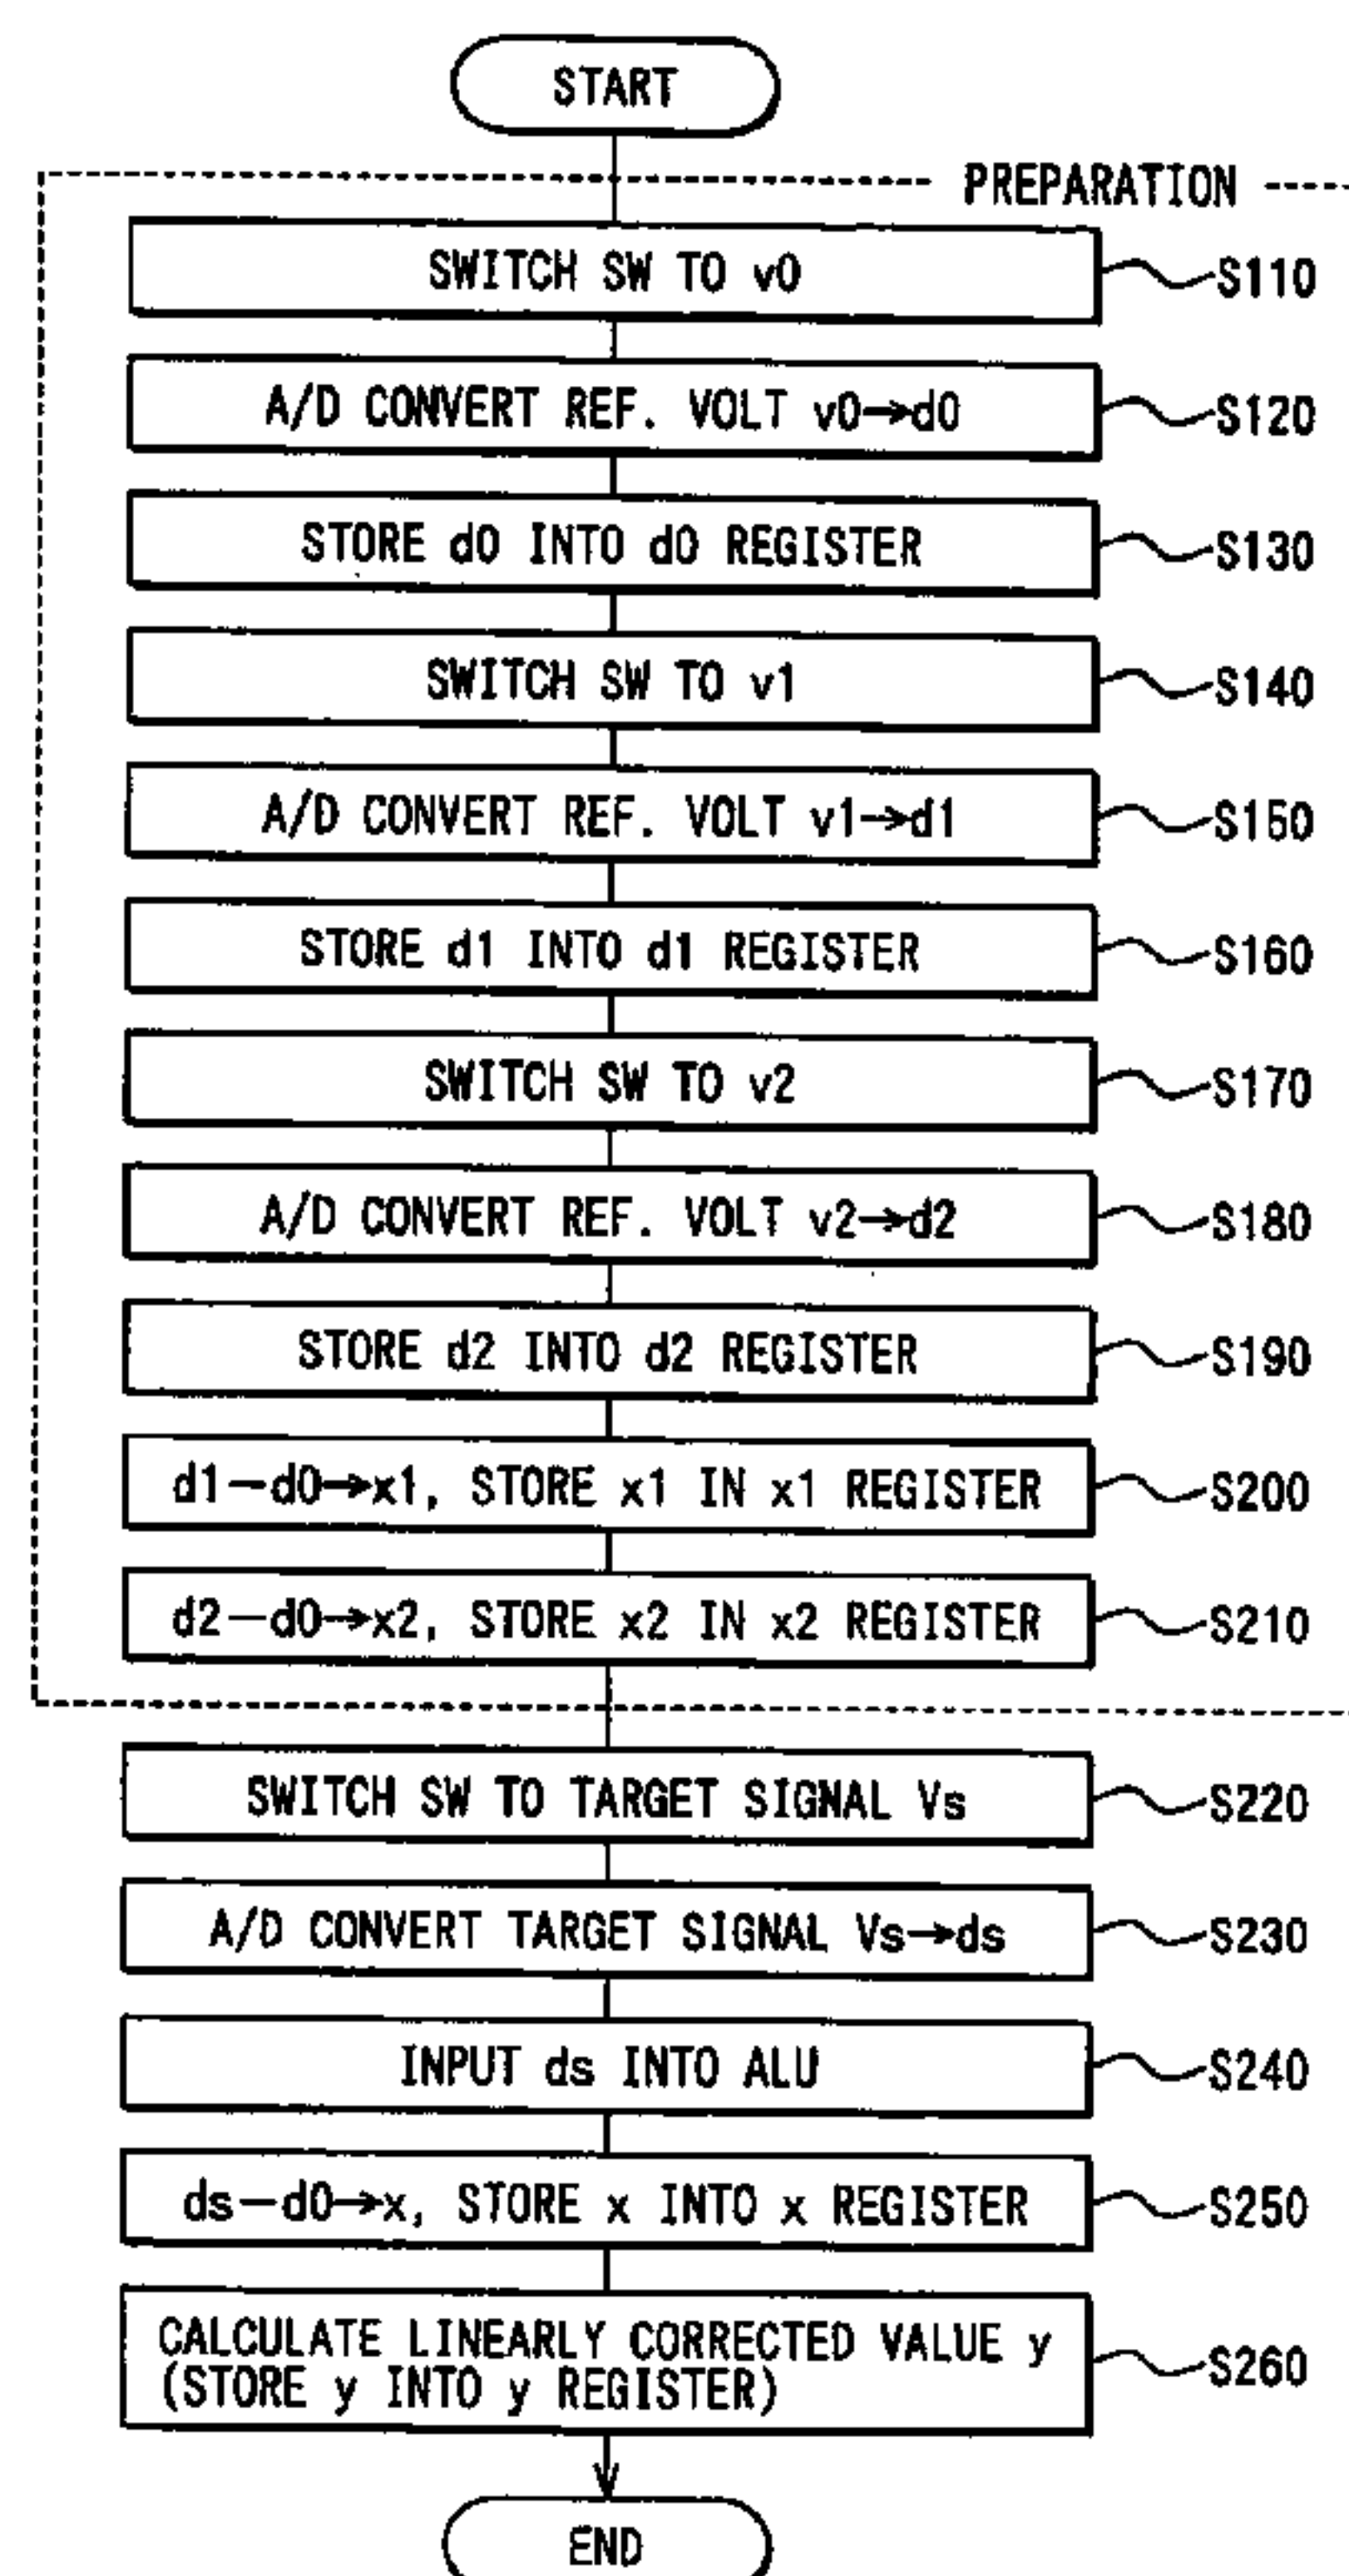 START
PREPARATION
SWITCH SW TO v0
S110
A/D CONVERT REF. VOLT v0→d0
S120
STORE d0 INTO d0 REGISTER
S130
SWITCH SW TO v1
S140
A/D CONVERT REF. VOLT v1→d1
S150
STORE d1 INTO d1 REGISTER
S160
SWITCH SW TO v2
S170
A/D CONVERT REF. VOLT v2→d2
S180
STORE d2 INTO d2 REGISTER
S190
d1-d0→x1, STORE x1 IN x1 REGISTER
S200
d2-d0→x2, STORE x2 IN x2 REGISTER
S210
SWITCH SW TO TARGET SIGNAL Vs
S220
A/D CONVERT TARGET SIGNAL Vs→ds
S230
INPUT ds INTO ALU
S240
ds-d0→x, STORE x INTO x REGISTER
S250
CALCULATE LINEARLY CORRECTED VALUE y
(STORE y INTO y REGISTER)
S260
END